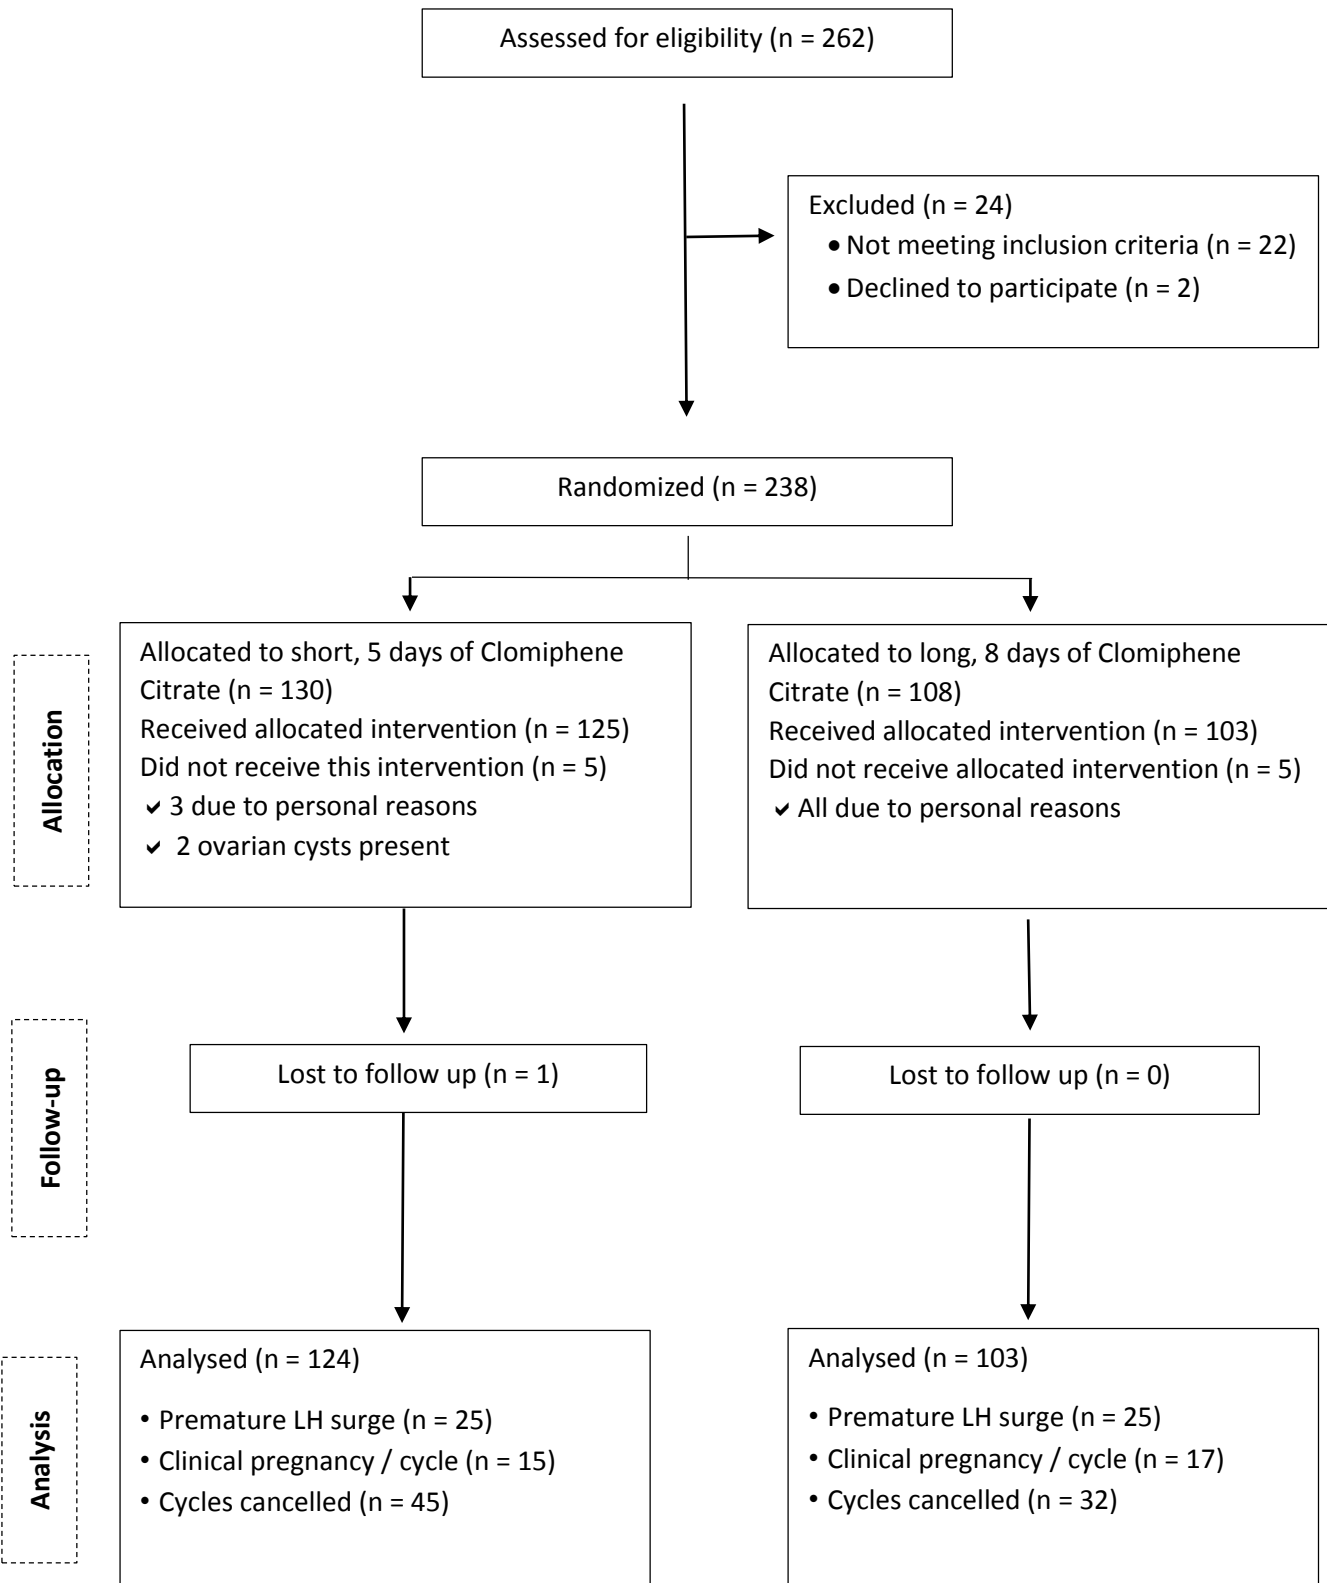 Assessed for eligibility (n = 262)
Excluded (n = 24)
• Not meeting inclusion criteria (n = 22)
• Declined to participate (n = 2)
Randomized (n = 238)
Allocation
Allocated to short, 5 days of Clomiphene
Citrate (n = 130)
Received allocated intervention (n = 125)
Did not receive this intervention (n = 5)
✔ 3 due to personal reasons
✔ 2 ovarian cysts present
Allocated to long, 8 days of Clomiphene
Citrate (n = 108)
Received allocated intervention (n = 103)
Did not receive allocated intervention (n = 5)
✔ All due to personal reasons
Follow-up
Lost to follow up (n = 1)
Lost to follow up (n = 0)
Analysis
Analysed (n = 124)
• Premature LH surge (n = 25)
• Clinical pregnancy / cycle (n = 15)
• Cycles cancelled (n = 45)
Analysed (n = 103)
• Premature LH surge (n = 25)
• Clinical pregnancy / cycle (n = 17)
• Cycles cancelled (n = 32)